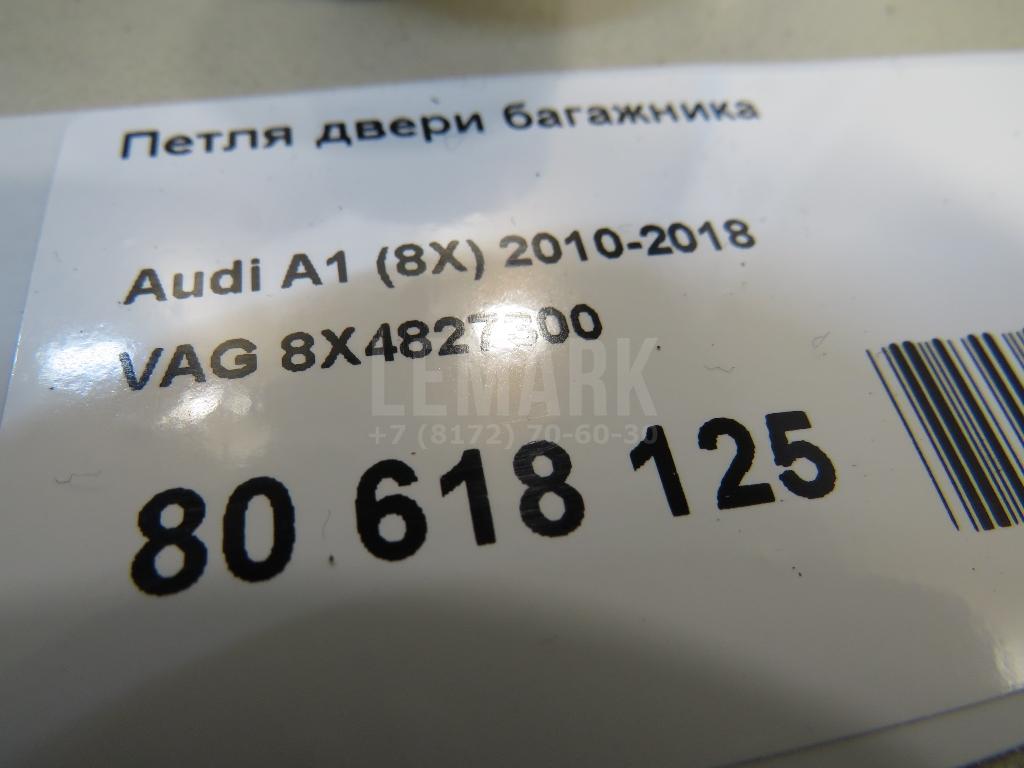 Петля двери багажника
Audi A1 (8X) 2010-2018
VAG 8X4827300
LEMARK
+7 (8172) 70-60-30
80 618 125